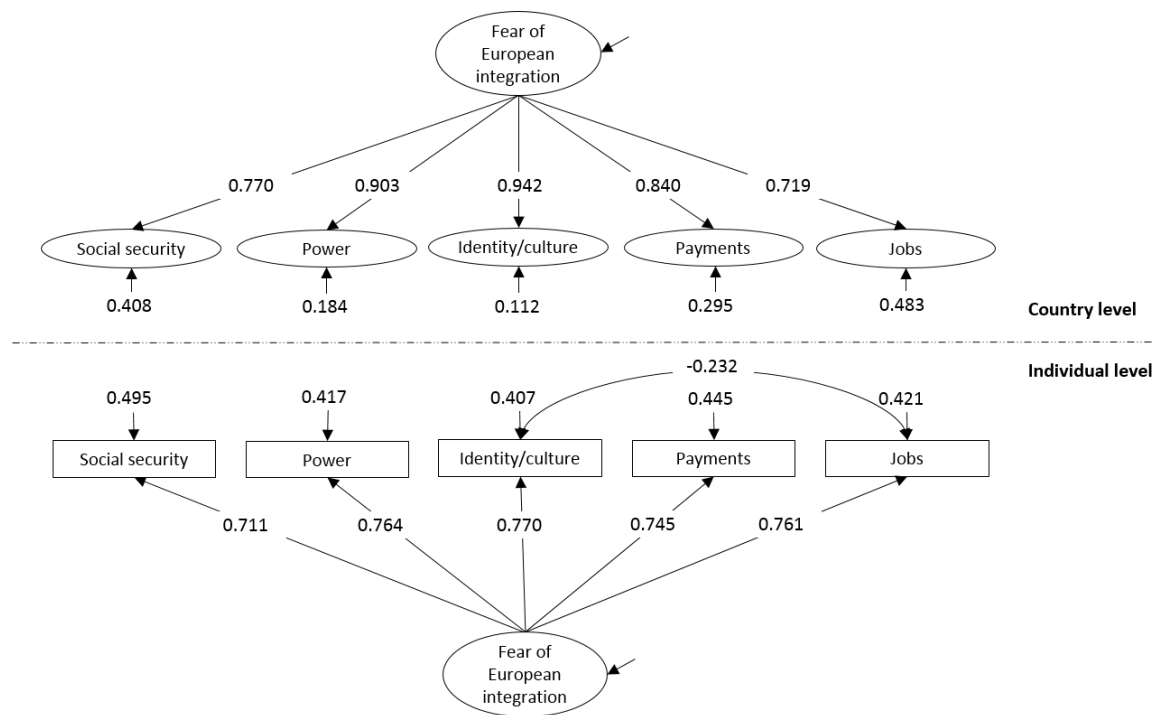 Fear of
European
integration
0.770
0.903
0.942
0.840
0.719
Social security
Power
Identity/culture
Payments
Jobs
0.408
0.184
0.112
0.295
0.483
Country level
Individual level
-0.232
0.495
0.417
0.407
0.445
0.421
Social security
Power
Identity/culture
Payments
Jobs
0.711
0.764
0.770
0.745
0.761
Fear of
European
integration